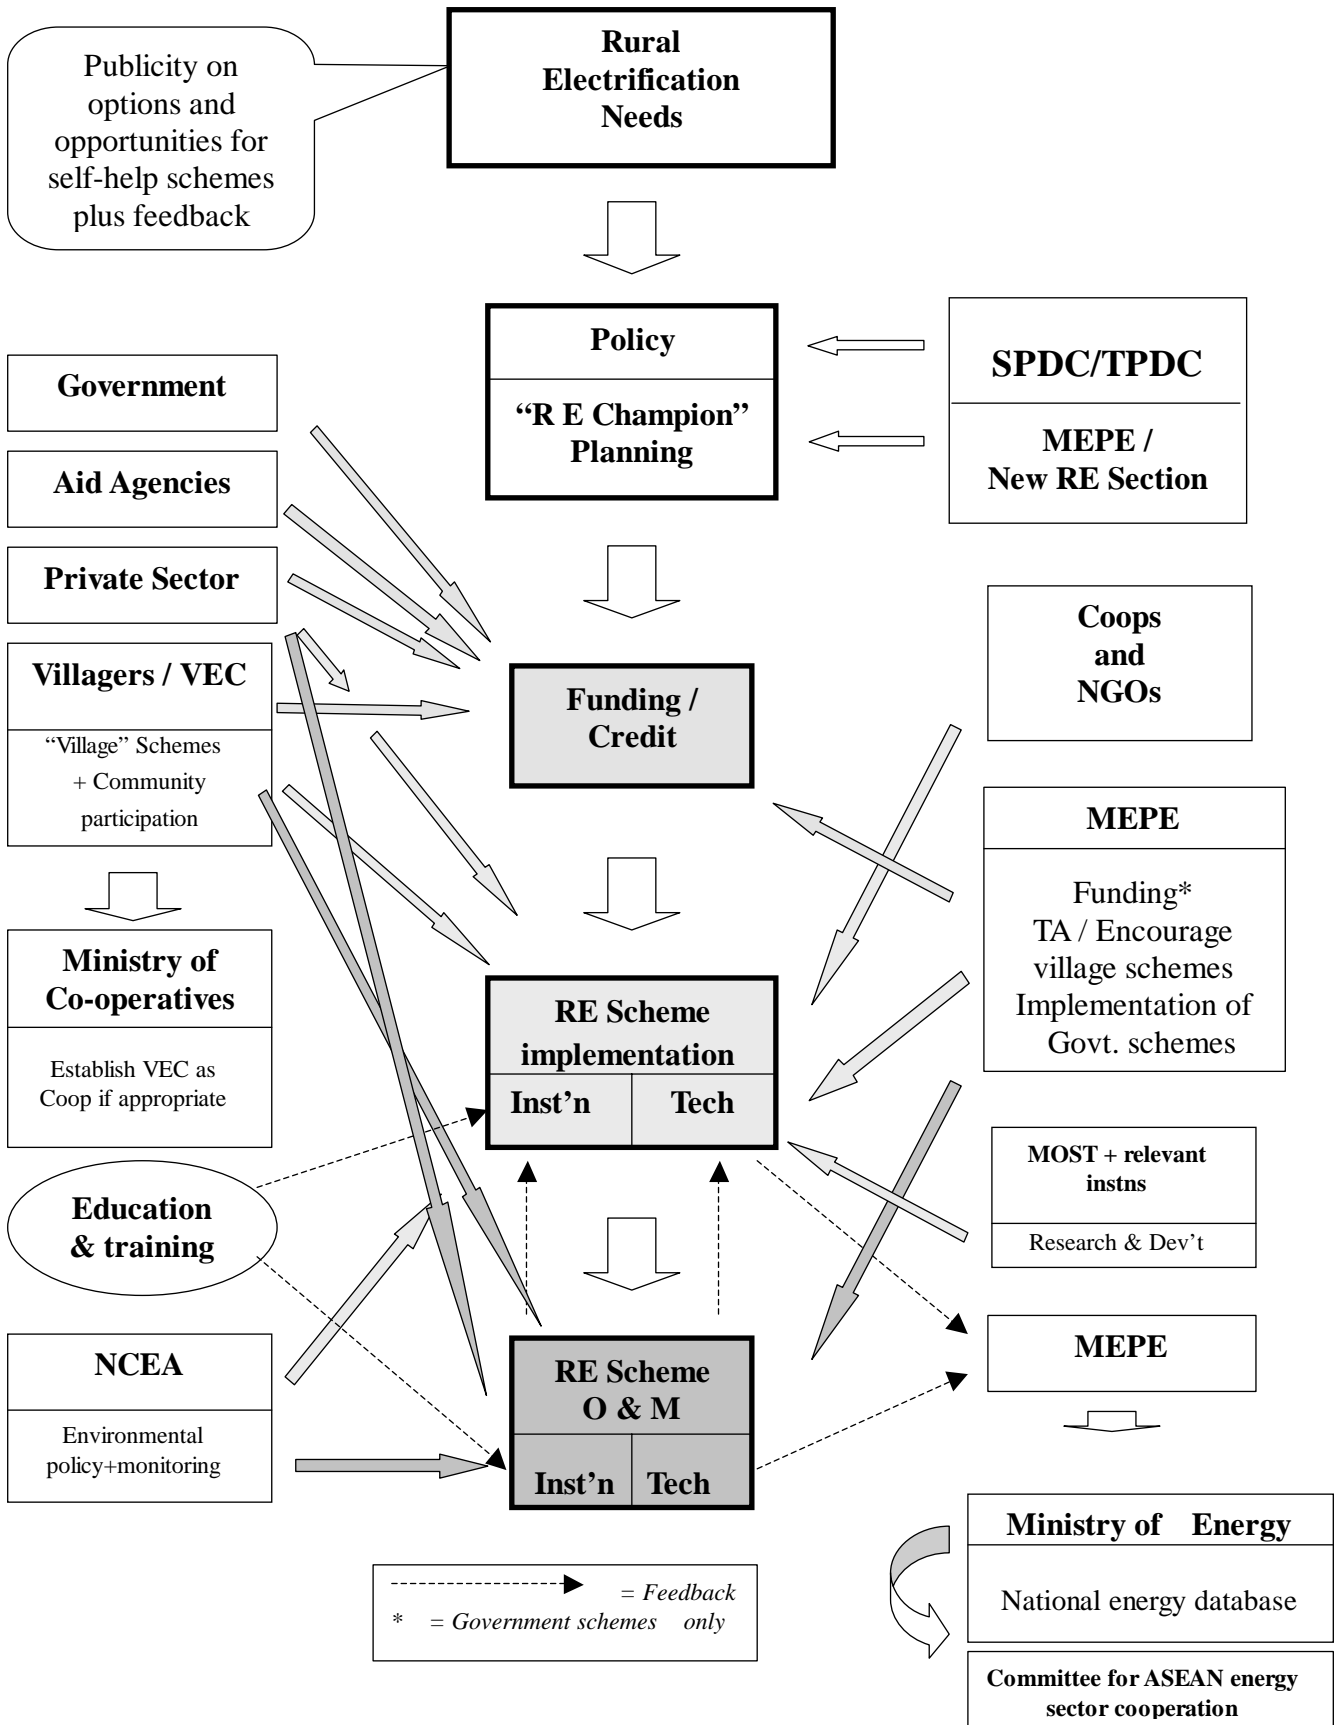 Rural
Electrification
Needs
Publicity on
options and
opportunities for
self-help schemes
plus feedback
Policy
“R E Champion”
Planning
SPDC/TPDC
MEPE /
New RE Section
Government
Aid Agencies
Private Sector
Villagers / VEC
“Village” Schemes
+ Community
participation
Funding /
Credit
Coops
and
NGOs
MEPE
Funding*
TA / Encourage
village schemes
Implementation of
Govt. schemes
Ministry of
Co-operatives
Establish VEC as
Coop if appropriate
RE Scheme
implementation
Inst’n Tech
MOST + relevant
instns
Research & Dev’t
Education
& training
MEPE
NCEA
Environmental
policy+monitoring
RE Scheme
O & M
Inst’n Tech
Ministry of Energy
National energy database
Committee for ASEAN energy
sector cooperation
= Feedback
* = Government schemes only